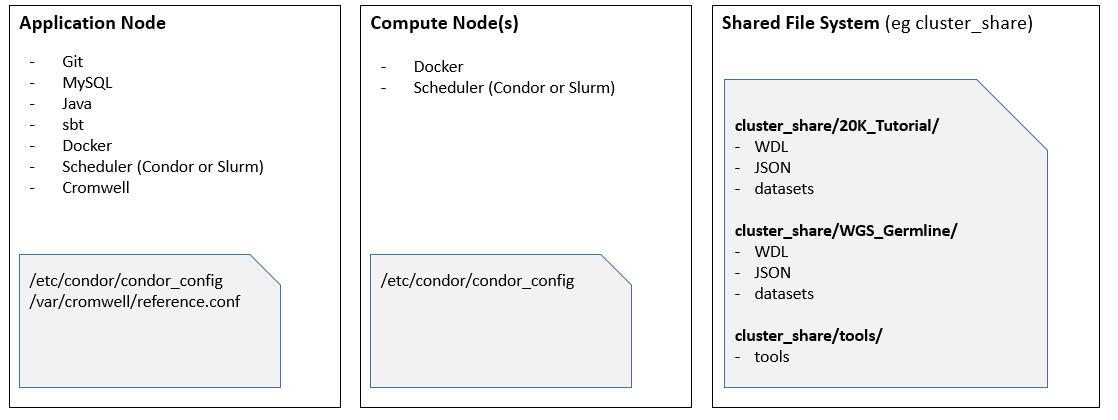 Application Node
- Git
- MySQL
- Java
- sbt
- Docker
- Scheduler (Condor or Slurm)
- Cromwell
/etc/condor/condor_config
/var/cromwell/reference.conf
Compute Node(s)
- Docker
- Scheduler (Condor or Slurm)
/etc/condor/condor_config
Shared File System (eg cluster_share)
cluster_share/20K_Tutorial/
- WDL
- JSON
- datasets
cluster_share/WGS_Germline/
- WDL
- JSON
- datasets
cluster_share/tools/
- tools